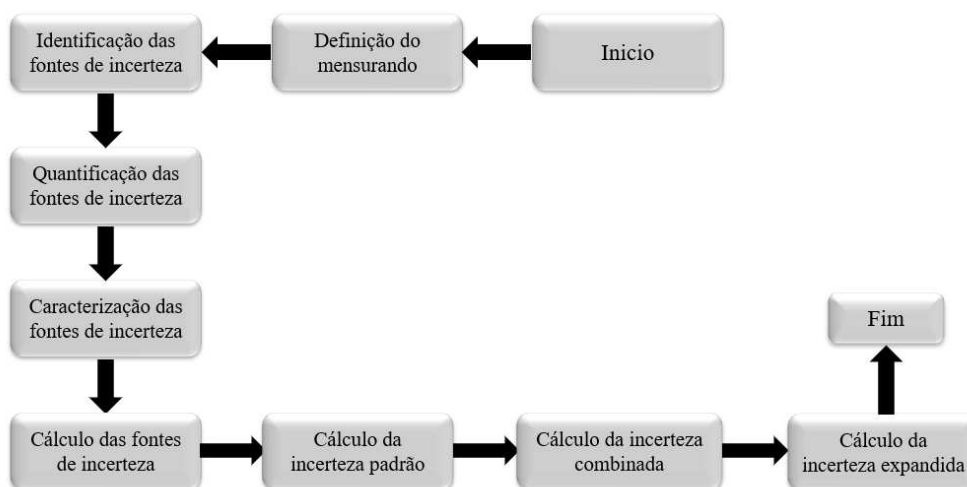 Inicio
Definição do
mensurando
Identificação das
fontes de incerteza
Quantificação das
fontes de incerteza
Caracterização das
fontes de incerteza
Cálculo das fontes
de incerteza
Cálculo da
incerteza padrão
Cálculo da incerteza
combinada
Cálculo da
incerteza expandida
Fim